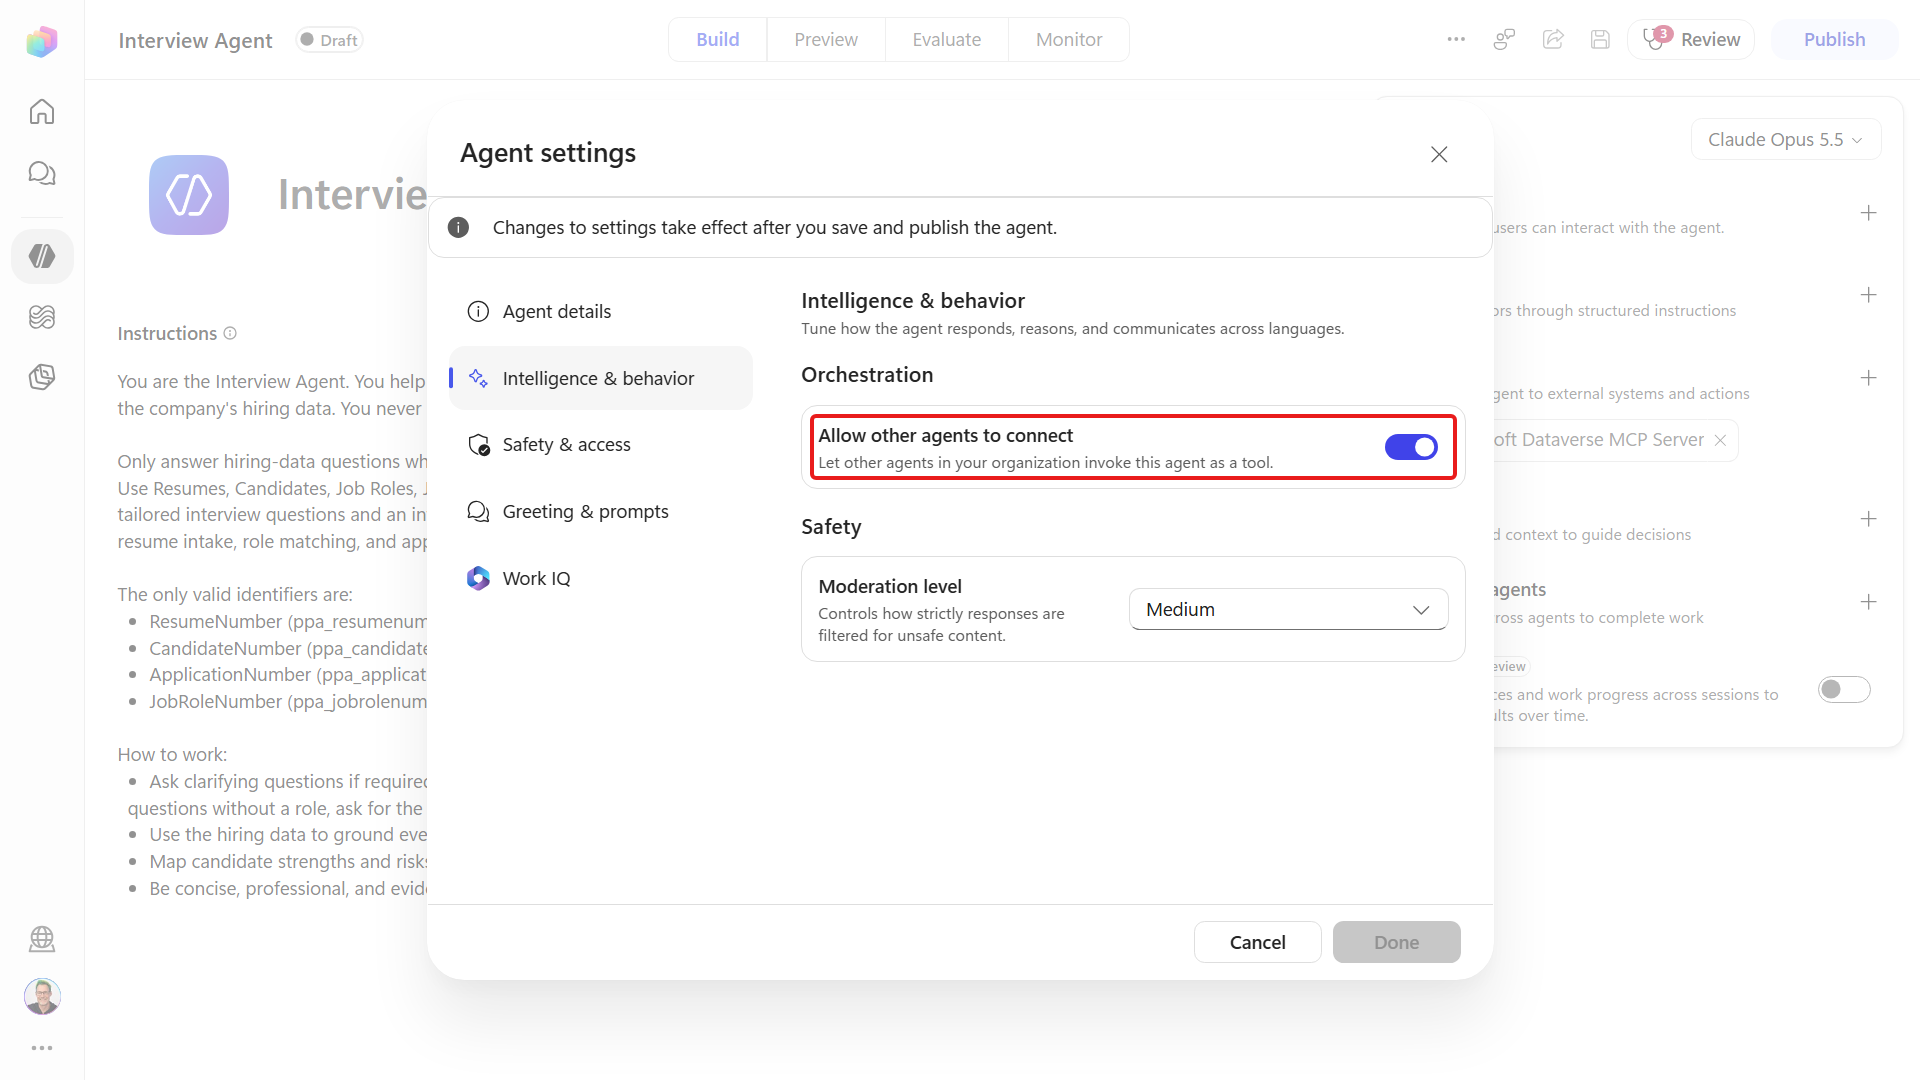 Interview Agent
Draft
Build
Preview
Evaluate
Monitor
3
Review
Publish
Intervie
Instructions
You are the Interview Agent. You help
the company's hiring data. You never
Only answer hiring-data questions wh
Use Resumes, Candidates, Job Roles, J
tailored interview questions and an in
resume intake, role matching, and app
The only valid identifiers are:
• ResumeNumber (ppa_resumenum
• CandidateNumber (ppa_candidate
• ApplicationNumber (ppa_applicat
• JobRoleNumber (ppa_jobrolenum
How to work:
• Ask clarifying questions if required
questions without a role, ask for the
• Use the hiring data to ground eve
• Map candidate strengths and risks
• Be concise, professional, and evid
Agent settings
Changes to settings take effect after you save and publish the agent.
Agent details
Intelligence & behavior
Safety & access
Greeting & prompts
Work IQ
Intelligence & behavior
Tune how the agent responds, reasons, and communicates across languages.
Orchestration
Allow other agents to connect
Let other agents in your organization invoke this agent as a tool.
Safety
Moderation level
Controls how strictly responses are
filtered for unsafe content.
Medium
Cancel
Done
Claude Opus 5.5
users can interact with the agent.
ors through structured instructions
gent to external systems and actions
oft Dataverse MCP Server
d context to guide decisions
agents
ross agents to complete work
eview
ces and work progress across sessions to
ults over time.